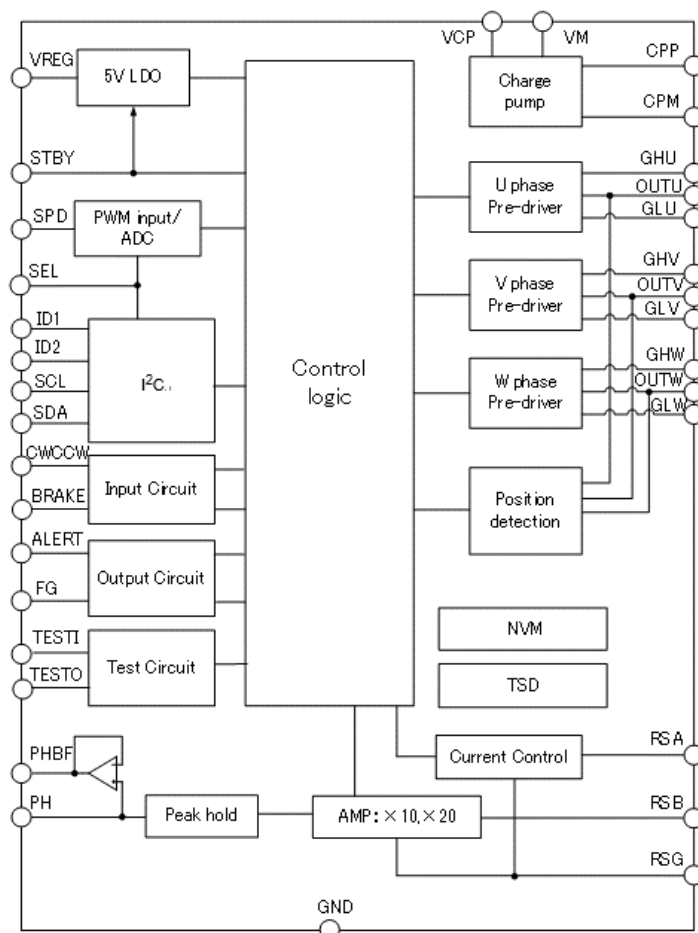 VCP
VM
VREG
5V LDO
Charge
pump
CPP
CPM
STBY
GHU
U phase
Pre-driver
OUTU
GLU
SPD
PWM input/
ADC
SEL
GHV
V phase
Pre-driver
OUTV
GLV
ID1
ID2
SCL
SDA
I²C
Control
logic
GHW
W phase
Pre-driver
OUTW
GLW
CWCCW
BRAKE
Input Circuit
Position
detection
ALERT
FG
Output Circuit
NVM
TESTI
TESTO
Test Circuit
TSD
PHBF
Current Control
RSA
PH
Peak hold
AMP: ×10, ×20
RSB
RSG
GND